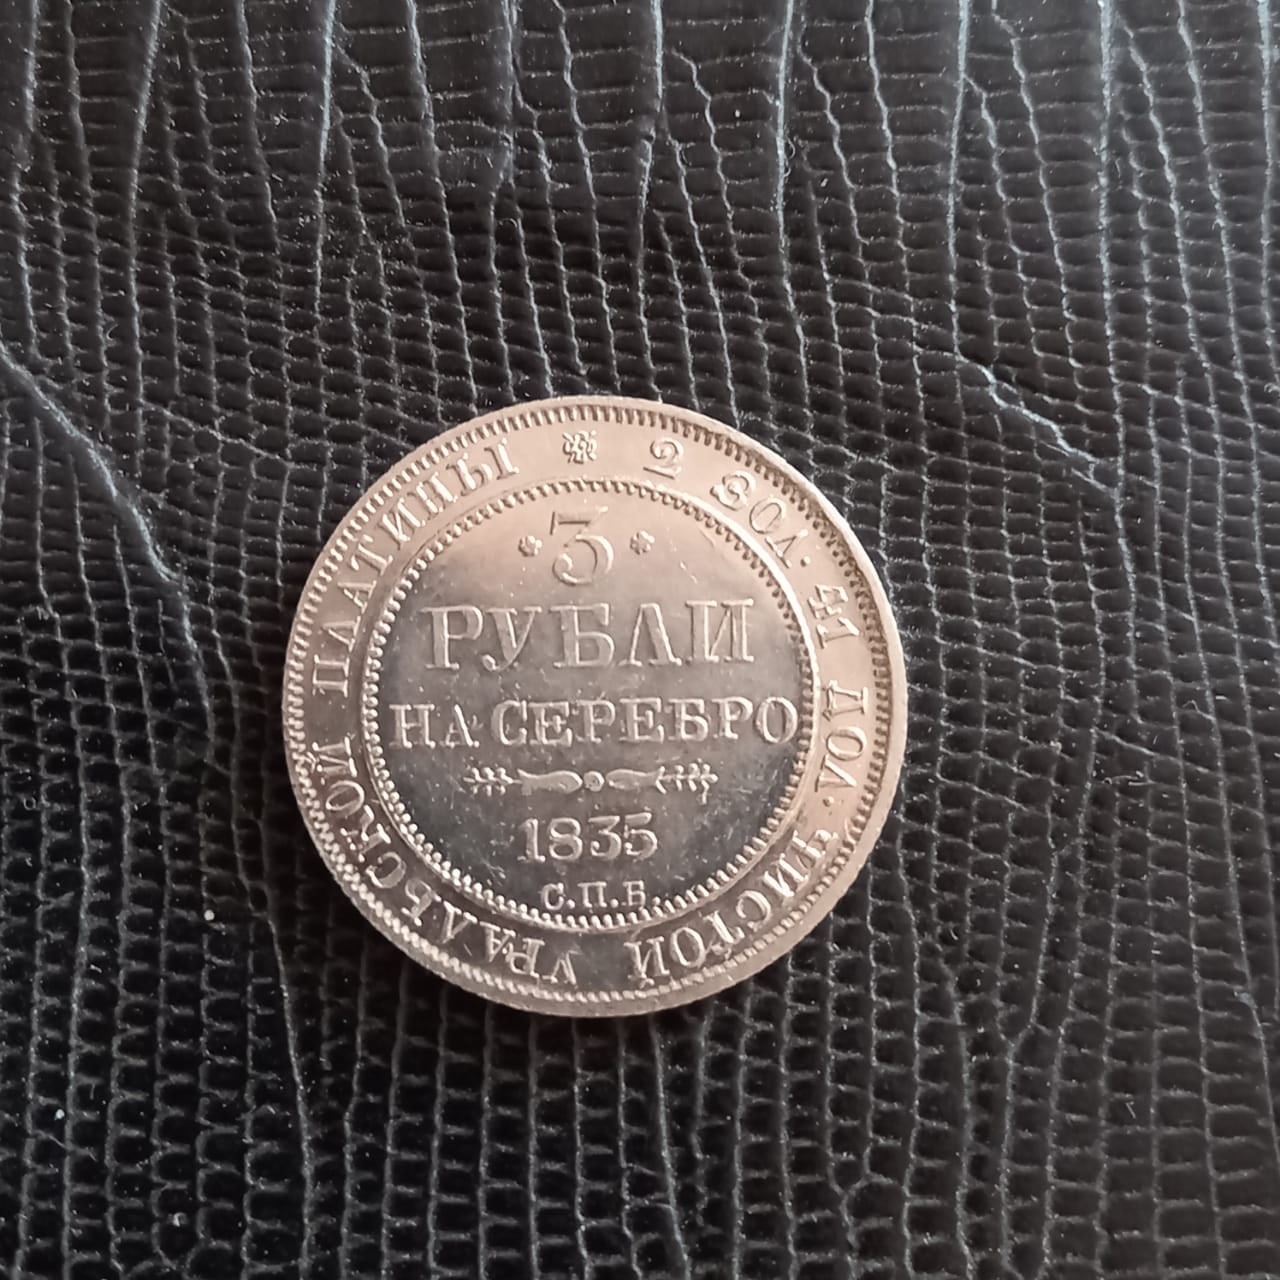 2 ЗОЛ. 41 ДОЛ. ЧИСТОЙ УРАЛЬСКОЙ ПЛАТИНЫ
3
РУБЛИ
НА СЕРЕБРО
1835
С.П.Б.